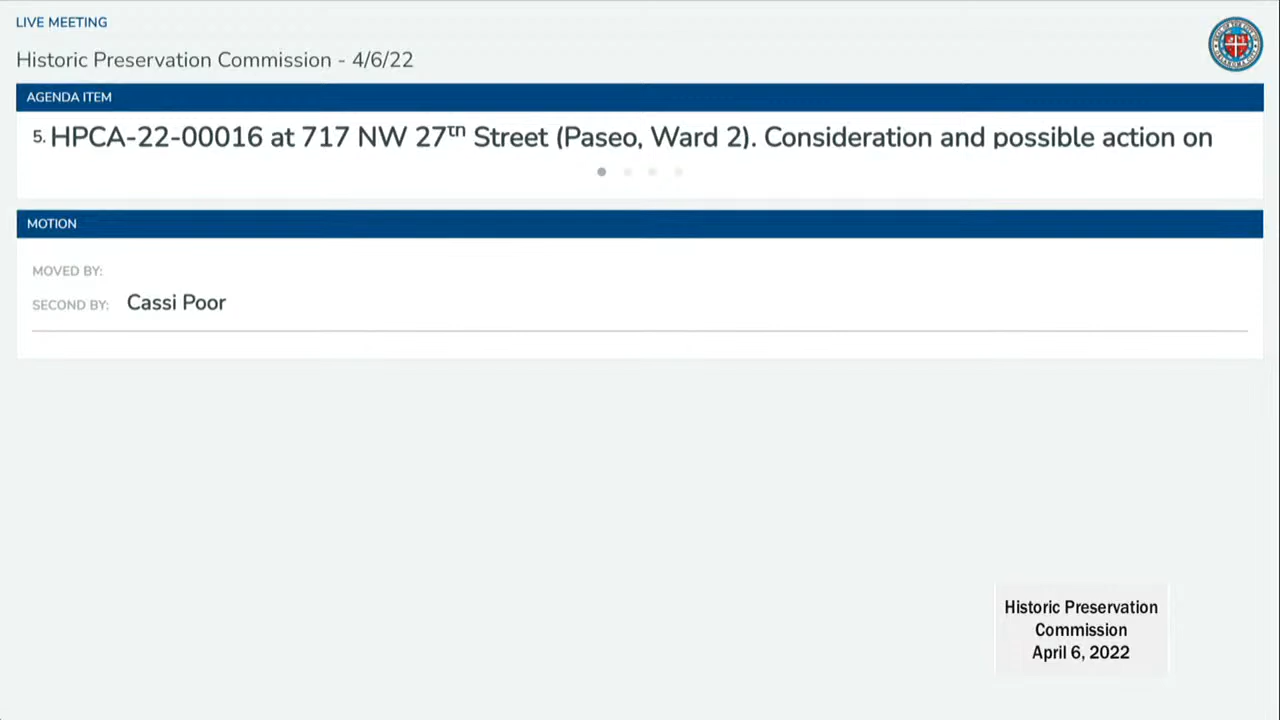 LIVE MEETING
Historic Preservation Commission - 4/6/22
AGENDA ITEM
5. HPCA-22-00016 at 717 NW 27th Street (Paseo, Ward 2). Consideration and possible action on
MOTION
MOVED BY:
SECOND BY: Cassi Poor
Historic Preservation
Commission
April 6, 2022